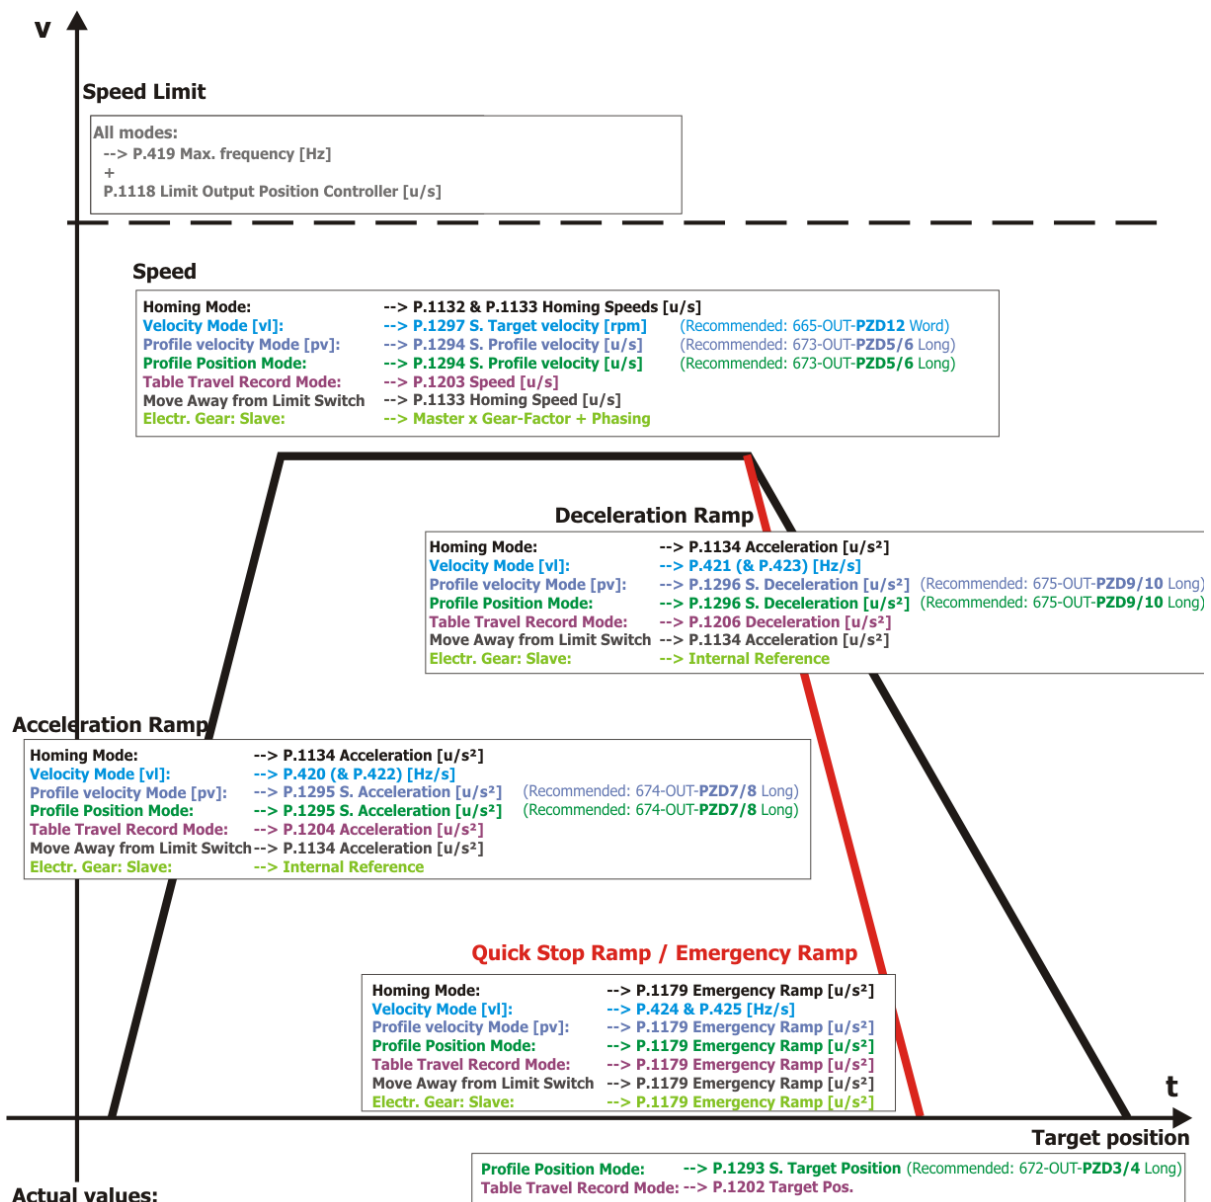 v
Speed Limit
All modes:
--> P.419 Max. frequency [Hz]
+
P.1118 Limit Output Position Controller [u/s]
Speed
Homing Mode: --> P.1132 & P.1133 Homing Speeds [u/s]
Velocity Mode [vl]: --> P.1297 S. Target velocity [rpm] (Recommended: 665-OUT-PZD12 Word)
Profile velocity Mode [pv]: --> P.1294 S. Profile velocity [u/s] (Recommended: 673-OUT-PZD5/6 Long)
Profile Position Mode: --> P.1294 S. Profile velocity [u/s] (Recommended: 673-OUT-PZD5/6 Long)
Table Travel Record Mode: --> P.1203 Speed [u/s]
Move Away from Limit Switch --> P.1133 Homing Speed [u/s]
Electr. Gear: Slave: --> Master x Gear-Factor + Phasing
Deceleration Ramp
Homing Mode: --> P.1134 Acceleration [u/s²]
Velocity Mode [vl]: --> P.421 (& P.423) [Hz/s]
Profile velocity Mode [pv]: --> P.1296 S. Deceleration [u/s²] (Recommended: 675-OUT-PZD9/10 Long)
Profile Position Mode: --> P.1296 S. Deceleration [u/s²] (Recommended: 675-OUT-PZD9/10 Long)
Table Travel Record Mode: --> P.1206 Deceleration [u/s²]
Move Away from Limit Switch --> P.1134 Acceleration [u/s²]
Electr. Gear: Slave: --> Internal Reference
Acceleration Ramp
Homing Mode: --> P.1134 Acceleration [u/s²]
Velocity Mode [vl]: --> P.420 (& P.422) [Hz/s]
Profile velocity Mode [pv]: --> P.1295 S. Acceleration [u/s²] (Recommended: 674-OUT-PZD7/8 Long)
Profile Position Mode: --> P.1295 S. Acceleration [u/s²] (Recommended: 674-OUT-PZD7/8 Long)
Table Travel Record Mode: --> P.1204 Acceleration [u/s²]
Move Away from Limit Switch --> P.1134 Acceleration [u/s²]
Electr. Gear: Slave: --> Internal Reference
Quick Stop Ramp / Emergency Ramp
Homing Mode: --> P.1179 Emergency Ramp [u/s²]
Velocity Mode [vl]: --> P.424 & P.425 [Hz/s]
Profile velocity Mode [pv]: --> P.1179 Emergency Ramp [u/s²]
Profile Position Mode: --> P.1179 Emergency Ramp [u/s²]
Table Travel Record Mode: --> P.1179 Emergency Ramp [u/s²]
Move Away from Limit Switch --> P.1179 Emergency Ramp [u/s²]
Electr. Gear: Slave: --> P.1179 Emergency Ramp [u/s²]
t
Target position
Profile Position Mode: --> P.1293 S. Target Position (Recommended: 672-OUT-PZD3/4 Long)
Table Travel Record Mode: --> P.1202 Target Pos.
Actual values: